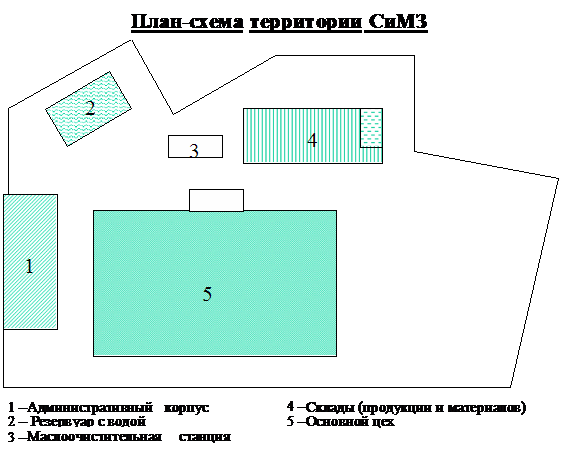 План-схема территории СиМЗ
2
3
4
1
5
1 –Административный корпус
2 – Резервуар с водой
3 –Маслоочистительная станция
4 –Склады (продукции и материалов)
5 –Основной цех